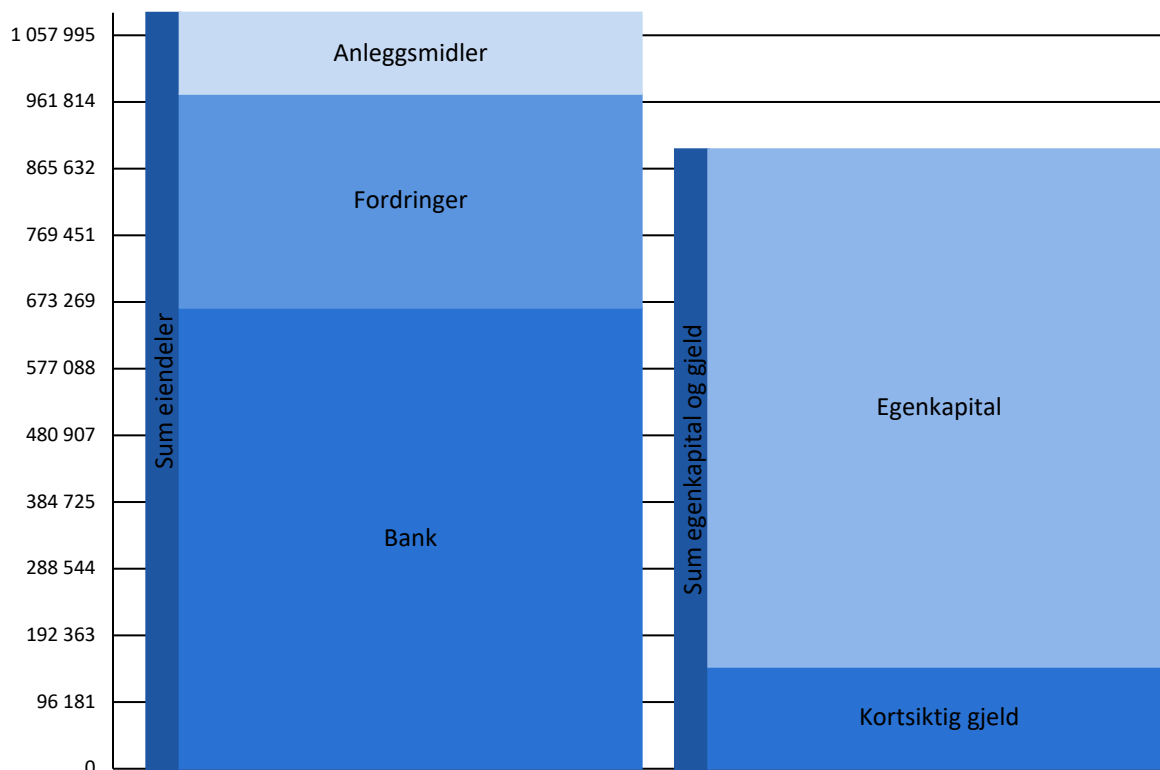 1 057 995
961 814
865 632
769 451
673 269
577 088
480 907
384 725
288 544
192 363
96 181
0
Sum eiendeler
Anleggsmidler
Fordringer
Bank
Sum egenkapital og gjeld
Egenkapital
Kortsiktig gjeld